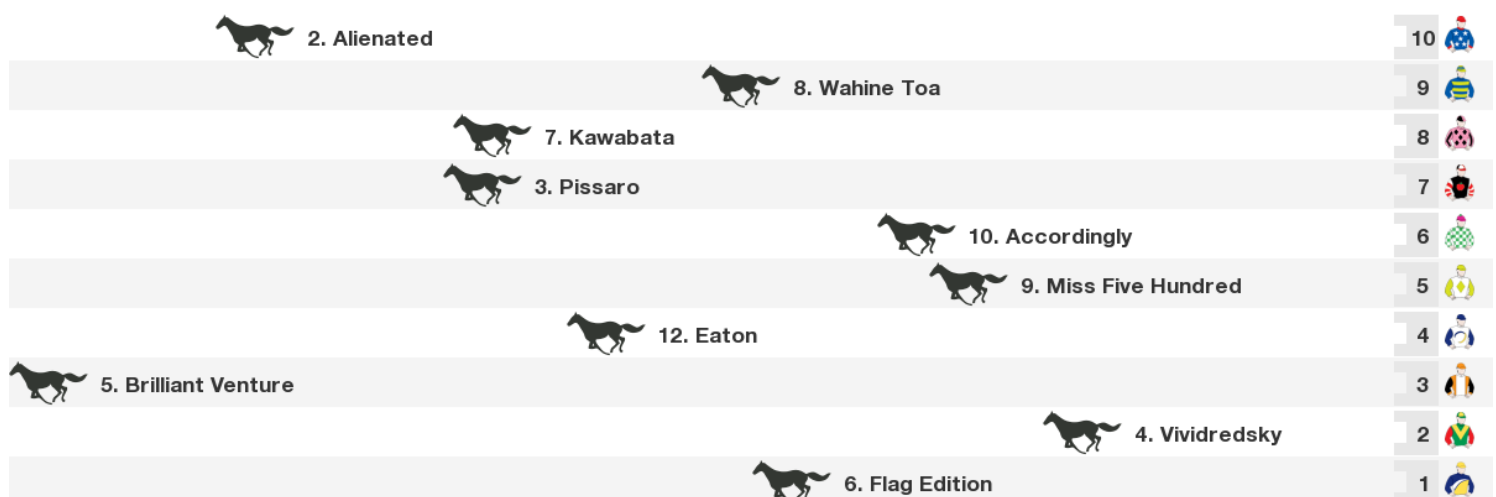 2. Alienated 10
8. Wahine Toa 9
7. Kawabata 8
3. Pissaro 7
10. Accordingly 6
9. Miss Five Hundred 5
12. Eaton 4
5. Brilliant Venture 3
4. Vividredsky 2
6. Flag Edition 1